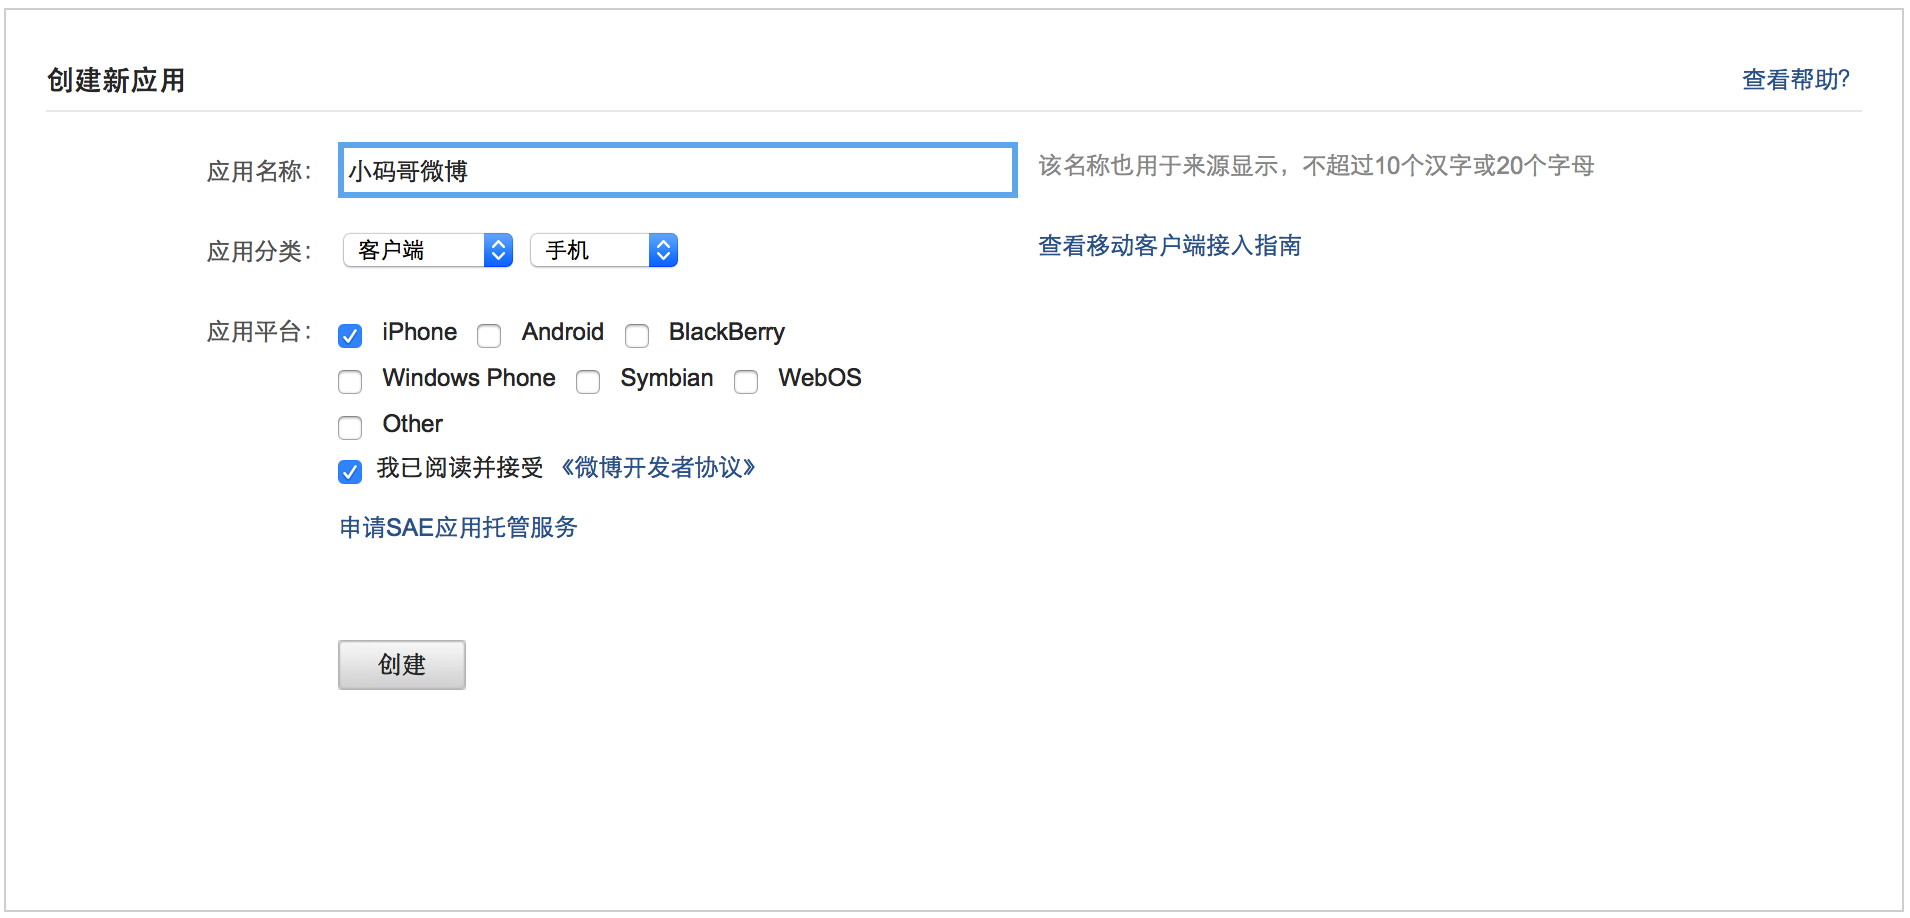 创建新应用 查看帮助?
应用名称： 小码哥微博 该名称也用于来源显示，不超过10个汉字或20个字母
应用分类： 客户端 手机 查看移动客户端接入指南
应用平台： iPhone Android BlackBerry
Windows Phone Symbian WebOS
Other
我已阅读并接受 《微博开发者协议》
申请SAE应用托管服务
创建